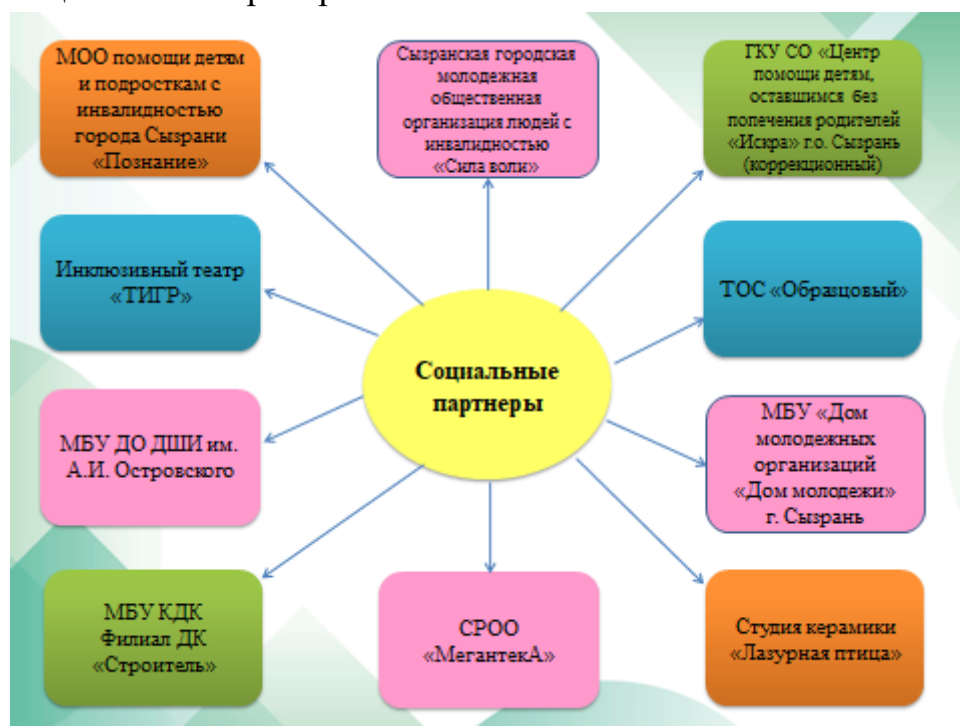 МОО помощи детям
и подросткам с
инвалидностью
города Сызрани
«Познание»
Сызранская городская
молодежная
общественная
организация людей с
инвалидностью
«Сила воли»
ГКУ СО «Центр
помощи детям,
оставшимся без
попечения родителей
«Искра» г.о. Сызрань
(коррекционный)
Инклюзивный театр
«ТИГР»
ТОС «Образцовый»
Социальные
партнеры
МБУ ДО ДШИ им.
А.И. Островского
МБУ «Дом
молодежных
организаций
«Дом молодежи»
г. Сызрань
МБУ КДК
Филиал ДК
«Строитель»
СРОО
«МегантекА»
Студия керамики
«Лазурная птица»